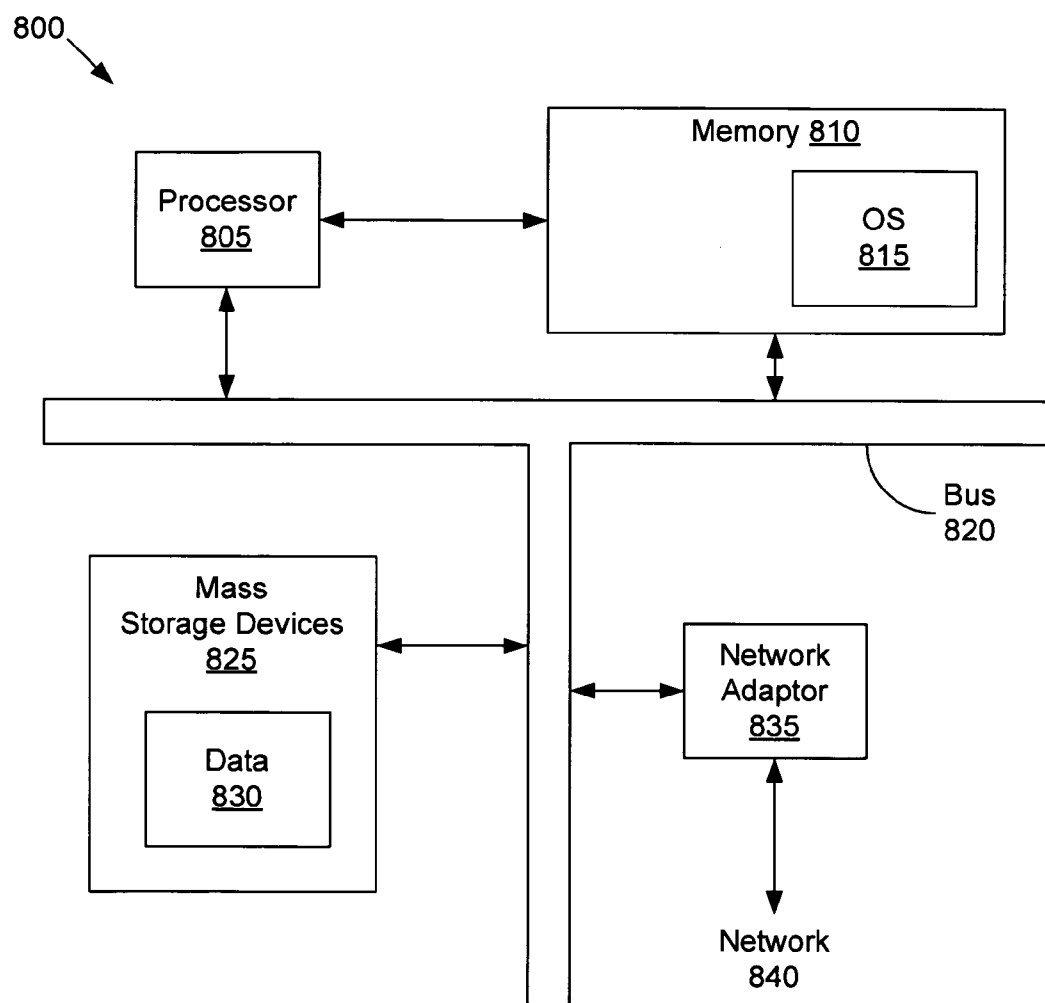 800
Memory 810
Processor
805
OS
815
Bus
820
Mass
Storage Devices
825
Network
Adaptor
835
Data
830
Network
840